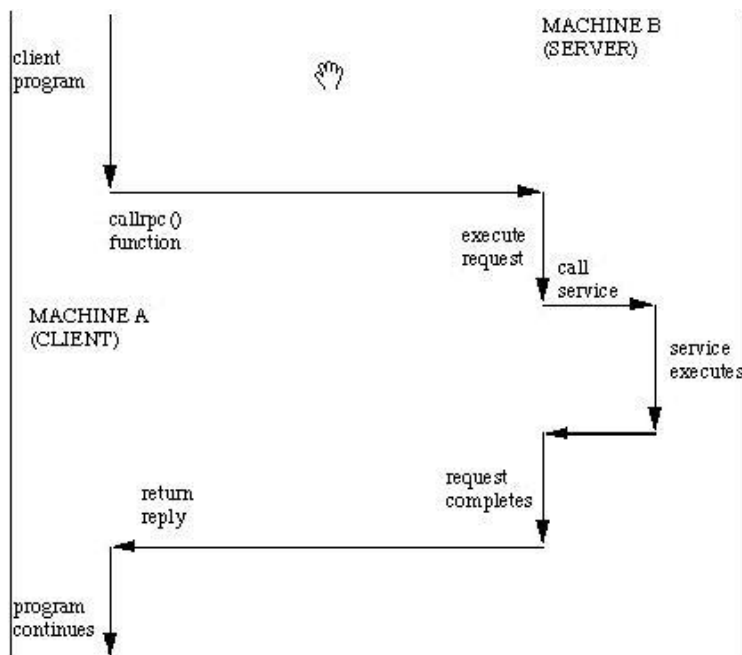 MACHINE B
(SERVER)
client
program
callrpc()
function
execute
request
call
service
MACHINE A
(CLIENT)
service
executes
request
completes
return
reply
program
continues